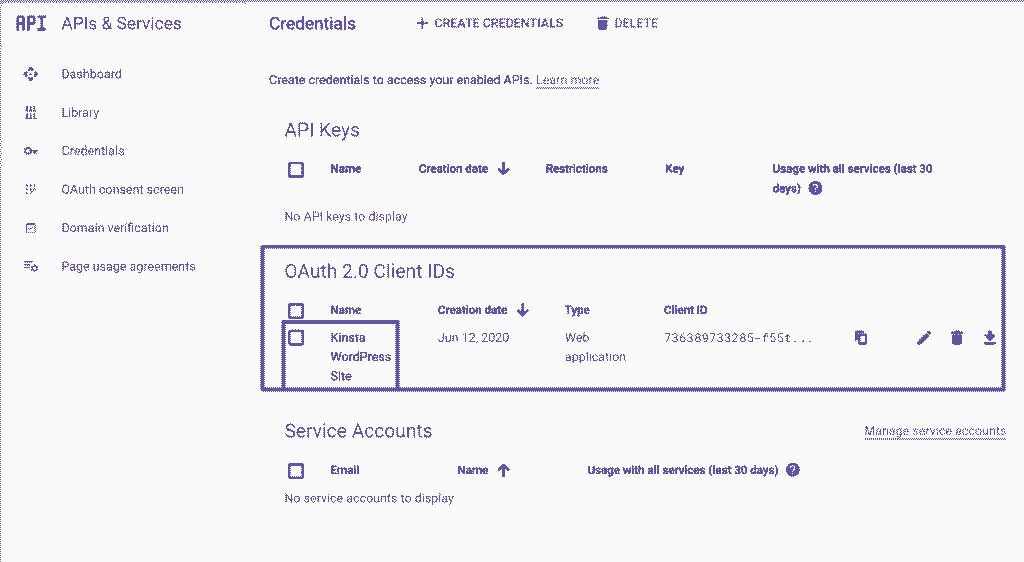 API APIs & Services
Credentials
CREATE CREDENTIALS
DELETE
Dashboard
Library
Credentials
OAuth consent screen
Domain verification
Page usage agreements
Create credentials to access your enabled APIs. Learn more
API Keys
Name Creation date Restrictions Key Usage with all services (last 30
days) ?
No API keys to display
OAuth 2.0 Client IDs
Name Creation date Type Client ID
Kinsta Jun 12, 2020 Web 736389733285-f55t...
WordPress application
Site
Service Accounts Manage service accounts
Email Name Usage with all services (last 30 days) ?
No service accounts to display